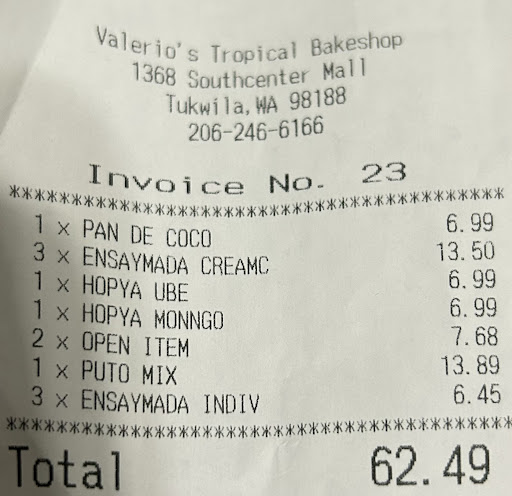 Valerio's Tropical Bakeshop
1368 Southcenter Mall
Tukwila, WA 98188
206-246-6166
Invoice No. 23
************************************************
1 x PAN DE COCO 6.99
3 x ENSAYMADA CREAMC 13.50
1 x HOPYA UBE 6.99
1 x HOPYA MONNGO 6.99
2 x OPEN ITEM 7.68
1 x PUTO MIX 13.89
3 x ENSAYMADA INDIV 6.45
************************************************
Total 62.49